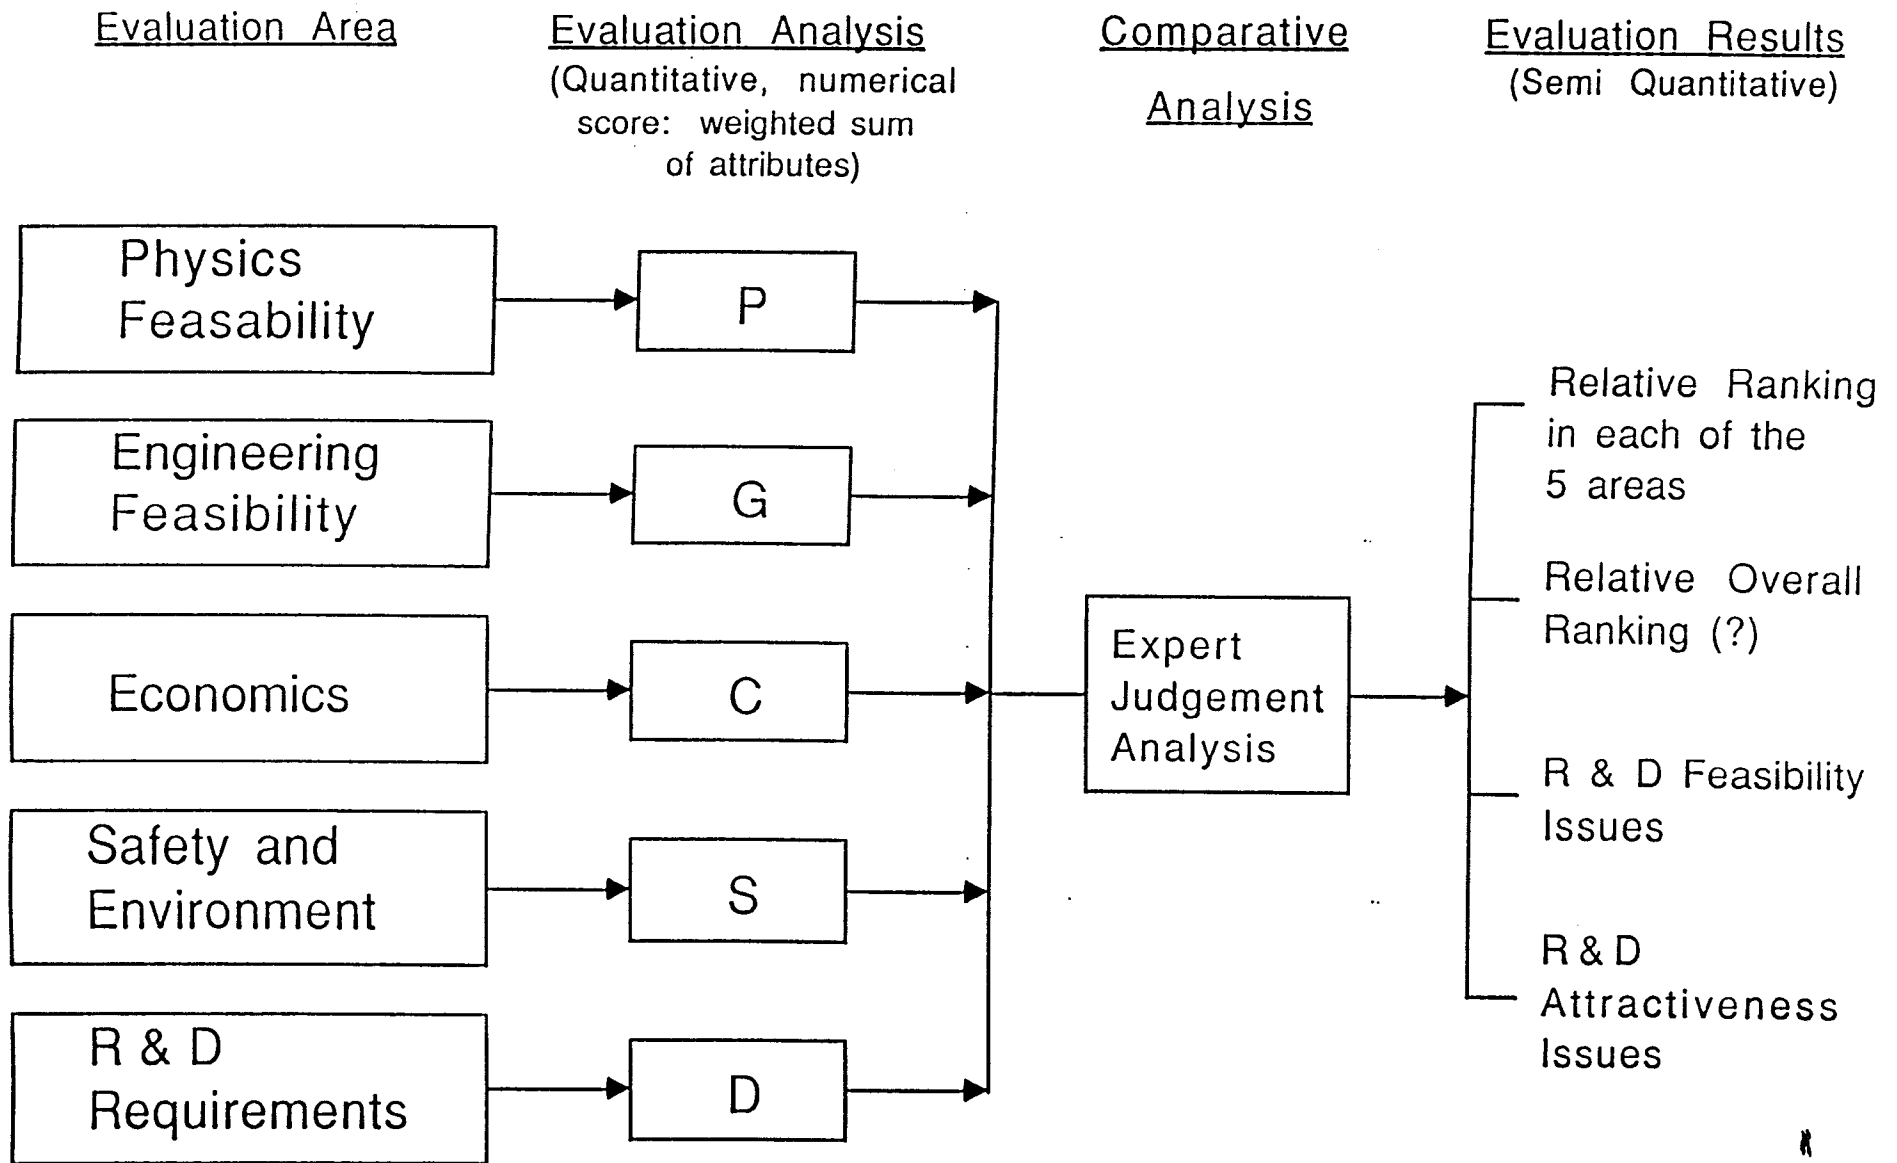 Evaluation Area
Evaluation Analysis
(Quantitative, numerical
score: weighted sum
of attributes)
Comparative
Analysis
Evaluation Results
(Semi Quantitative)
Physics
Feasability
P
Engineering
Feasibility
G
Economics
C
Safety and
Environment
S
R & D
Requirements
D
Expert
Judgement
Analysis
Relative Ranking
in each of the
5 areas
Relative Overall
Ranking (?)
R & D Feasibility
Issues
R & D
Attractiveness
Issues